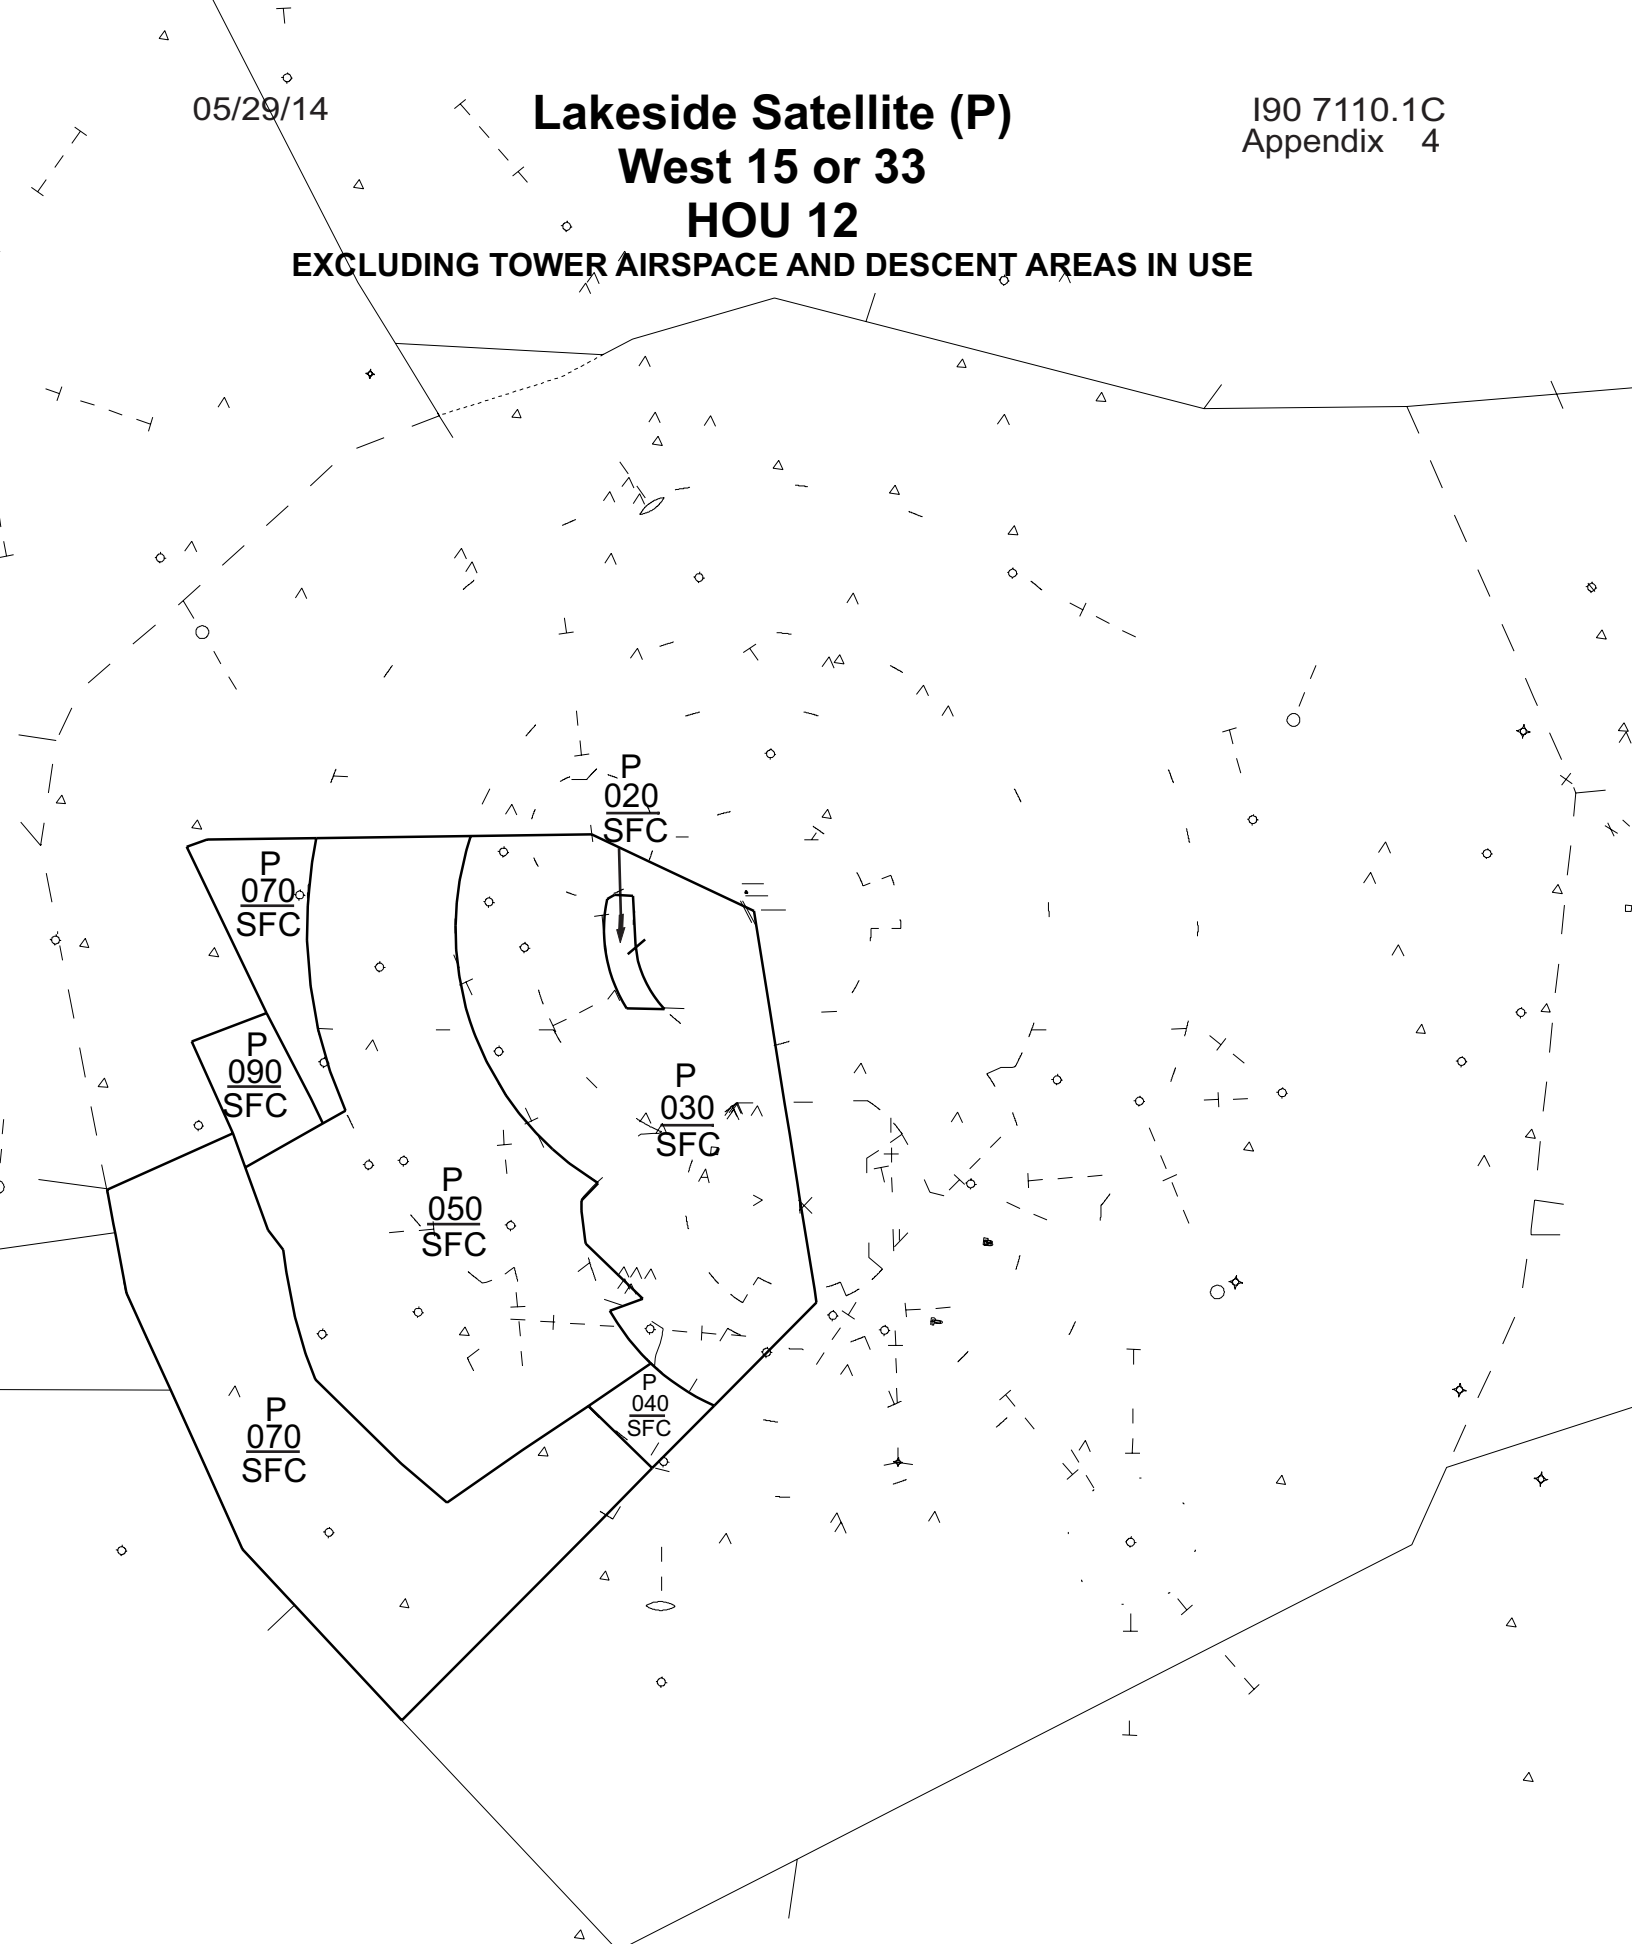 05/29/14
Lakeside Satellite (P)
West 15 or 33
HOU 12
EXCLUDING TOWER AIRSPACE AND DESCENT AREAS IN USE
I90 7110.1C
Appendix 4
P
020
SFC
P
070
SFC
P
090
SFC
P
030
SFC
P
050
SFC
P
040
SFC
P
070
SFC